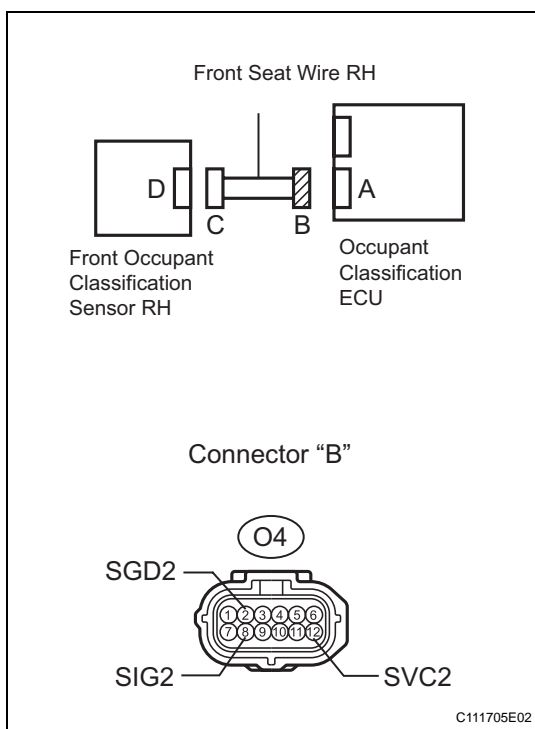 Front Seat Wire RH
D
C
B
A
Front Occupant
Classification
Sensor RH
Occupant
Classification
ECU
Connector “B”
O4
SGD2
1 2 3 4 5 6
7 8 9 10 11 12
SIG2
SVC2
C111705E02